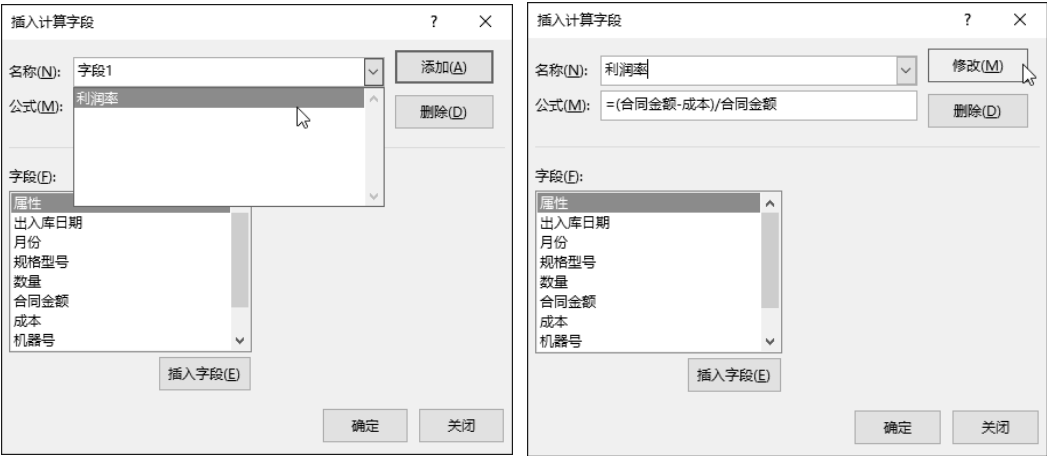 插入计算字段 ? ×
名称(N): 字段1 添加(A)
利润率
公式(M): 删除(D)
字段(F):
属性
出入库日期
月份
规格型号
数量
合同金额
成本
机器号
插入字段(E)
确定 关闭
插入计算字段 ? ×
名称(N): 利润率 修改(M)
公式(M): =(合同金额-成本)/合同金额 删除(D)
字段(F):
属性
出入库日期
月份
规格型号
数量
合同金额
成本
机器号
插入字段(E)
确定 关闭